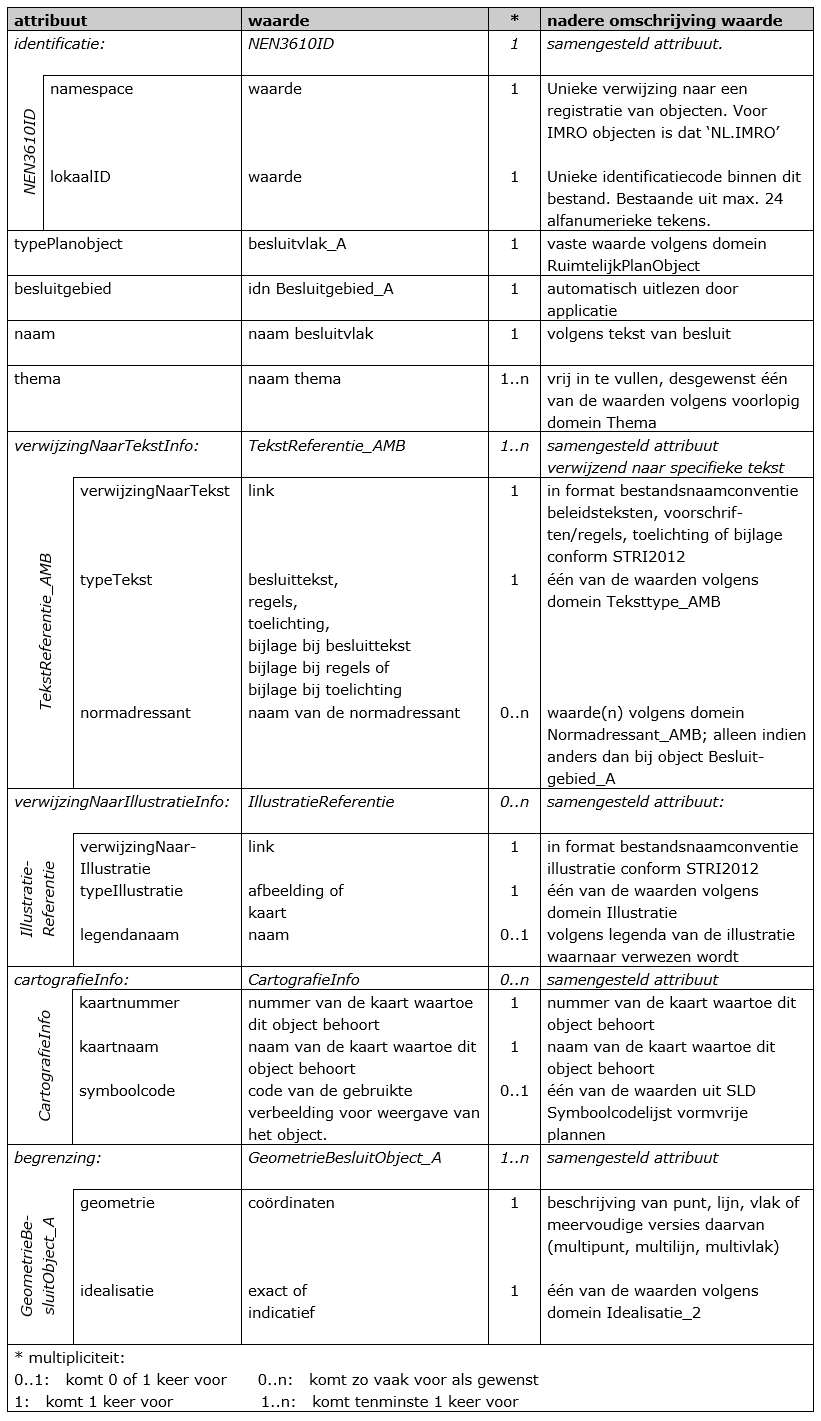 attribuut waarde * nadere omschrijving waarde
identificatie: NEN3610ID 1 samengesteld attribuut.
NEN3610ID
namespace waarde 1 Unieke verwijzing naar een
registratie van objecten. Voor
IMRO objecten is dat ‘NL.IMRO’
lokaalID waarde 1 Unieke identificatiecode binnen dit
bestand. Bestaande uit max. 24
alfanumerieke tekens.
typePlanobject besluitvlak_A 1 vaste waarde volgens domein
RuimtelijkPlanObject
besluitgebied idn Besluitgebied_A 1 automatisch uitlezen door
applicatie
naam naam besluitvlak 1 volgens tekst van besluit
thema naam thema 1..n vrij in te vullen, desgewenst één
van de waarden volgens voorlopig
domein Thema
verwijzingNaarTekstInfo: TekstReferentie_AMB 1..n samengesteld attribuut
verwijzend naar specifieke tekst
TekstReferentie_AMB
verwijzingNaarTekst link 1 in format bestandsnaamconventie
beleidsteksten, voorschrif-
ten/regels, toelichting of bijlage
conform STRI2012
typeTekst besluittekst, 1 één van de waarden volgens
regels, domein Teksttype_AMB
toelichting,
bijlage bij besluittekst
bijlage bij regels of
bijlage bij toelichting
normadressant naam van de normadressant 0..n waarde(n) volgens domein
Normadressant_AMB; alleen indien
anders dan bij object Besluit-
gebied_A
verwijzingNaarIllustratieInfo: IllustratieReferentie 0..n samengesteld attribuut:
Illustratie-
Referentie
verwijzingNaar- link 1 in format bestandsnaamconventie
Illustratie illustratie conform STRI2012
typeIllustratie afbeelding of 1 één van de waarden volgens
kaart domein Illustratie
legendanaam naam 0..1 volgens legenda van de illustratie
waarnaar verwezen wordt
cartografieInfo: CartografieInfo 0..n samengesteld attribuut
CartografieInfo
kaartnummer nummer van de kaart waartoe 1 nummer van de kaart waartoe dit
dit object behoort object behoort
kaartnaam naam van de kaart waartoe dit 1 naam van de kaart waartoe dit
object behoort object behoort
symboolcode code van de gebruikte 0..1 één van de waarden uit SLD
verbeelding voor weergave van Symboolcodelijst vormvrije
het object. plannen
begrenzing: GeometrieBesluitObject_A 1..n samengesteld attribuut
GeometrieBe-
sluitObject_A
geometrie coördinaten 1 beschrijving van punt, lijn, vlak of
meervoudige versies daarvan
(multipunt, multilijn, multivlak)
idealisatie exact of 1 één van de waarden volgens
indicatief domein Idealisatie_2
* multipliciteit:
0..1: komt 0 of 1 keer voor 0..n: komt zo vaak voor als gewenst
1: komt 1 keer voor 1..n: komt tenminste 1 keer voor